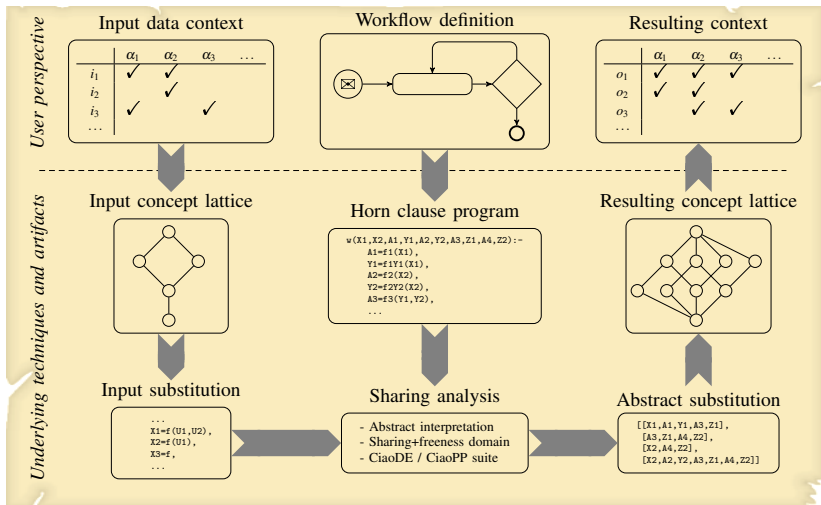 Input data context
Workflow definition
Resulting context
User perspective
α1 α2 α3 ...
i1 ✓ ✓
i2 ✓
i3 ✓ ✓
...
α1 α2 α3 ...
o1 ✓ ✓ ✓
o2 ✓ ✓
o3 ✓ ✓
...
Underlying techniques and artifacts
Input concept lattice
Horn clause program
w(X1,X2,A1,Y1,A2,Y2,A3,Z1,A4,Z2):-
A1=f1(X1),
Y1=f1Y1(X1),
A2=f2(X2),
Y2=f2Y2(X2),
A3=f3(Y1,Y2),
...
Resulting concept lattice
Input substitution
...
X1=f(U1,U2),
X2=f(U1),
X3=f,
...
Sharing analysis
- Abstract interpretation
- Sharing+freeness domain
- CiaoDE / CiaoPP suite
Abstract substitution
[[X1,A1,Y1,A3,Z1],
[A3,Z1,A4,Z2],
[X2,A4,Z2],
[X2,A2,Y2,A3,Z1,A4,Z2]]